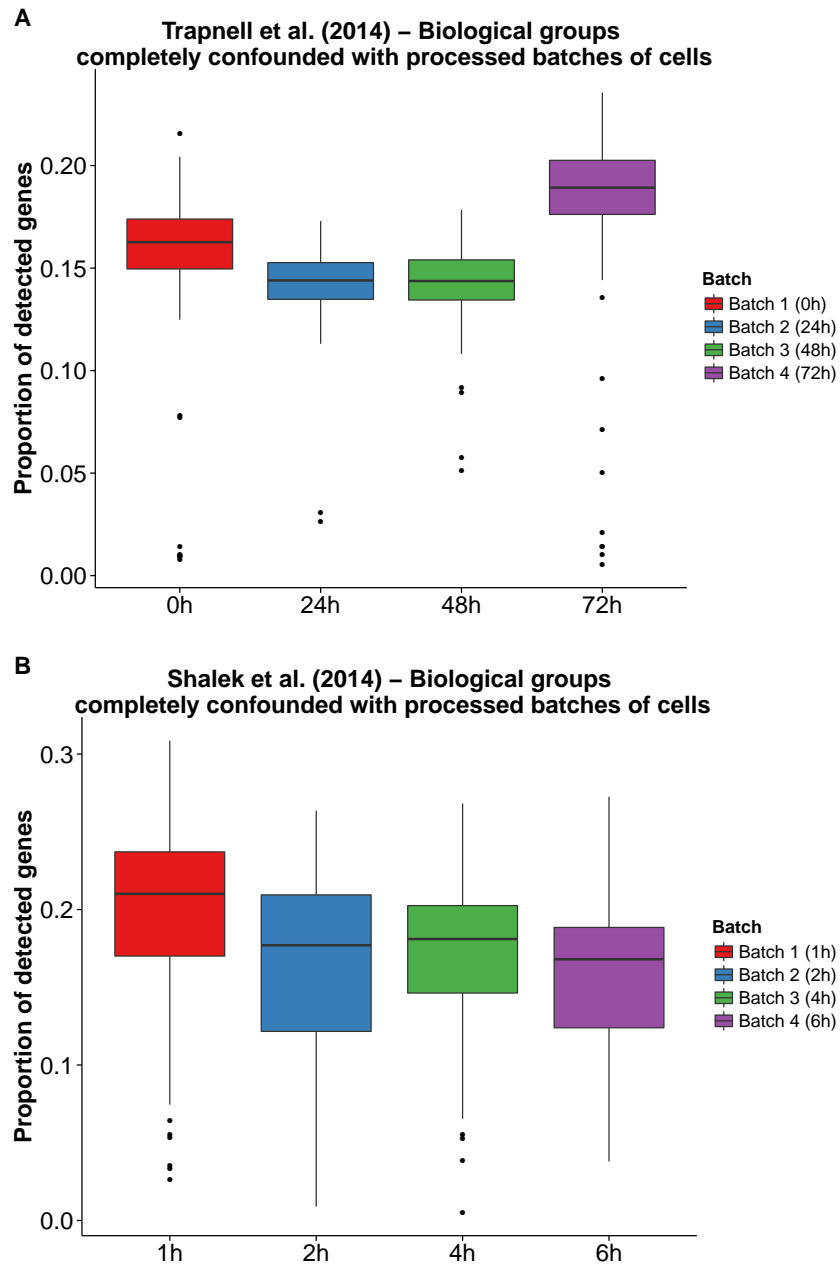 A
Trapnell et al. (2014) – Biological groups
completely confounded with processed batches of cells
Proportion of detected genes
0.20
0.15
0.10
0.05
0.00
0h 24h 48h 72h
Batch
Batch 1 (0h)
Batch 2 (24h)
Batch 3 (48h)
Batch 4 (72h)
B
Shalek et al. (2014) – Biological groups
completely confounded with processed batches of cells
Proportion of detected genes
0.3
0.2
0.1
0.0
1h 2h 4h 6h
Batch
Batch 1 (1h)
Batch 2 (2h)
Batch 3 (4h)
Batch 4 (6h)